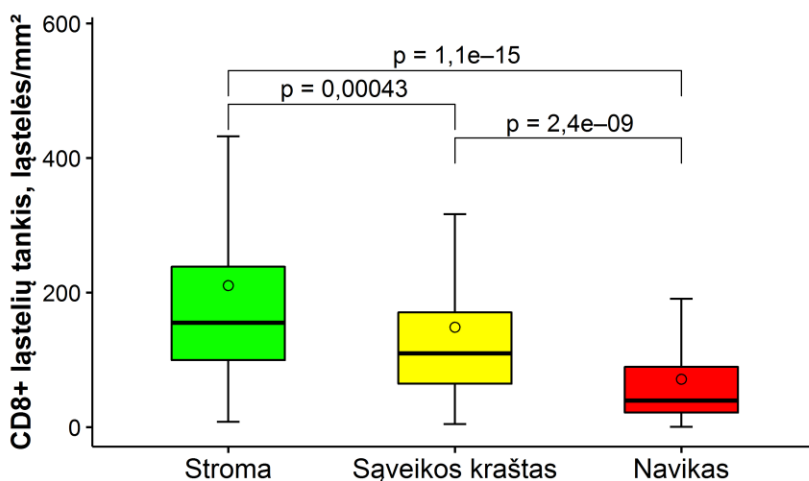 CD8+ ląstelių tankis, ląstelės/mm²
600
400
200
0
p = 1,1e–15
p = 0,00043
p = 2,4e–09
Stroma
Sąveikos kraštas
Navikas